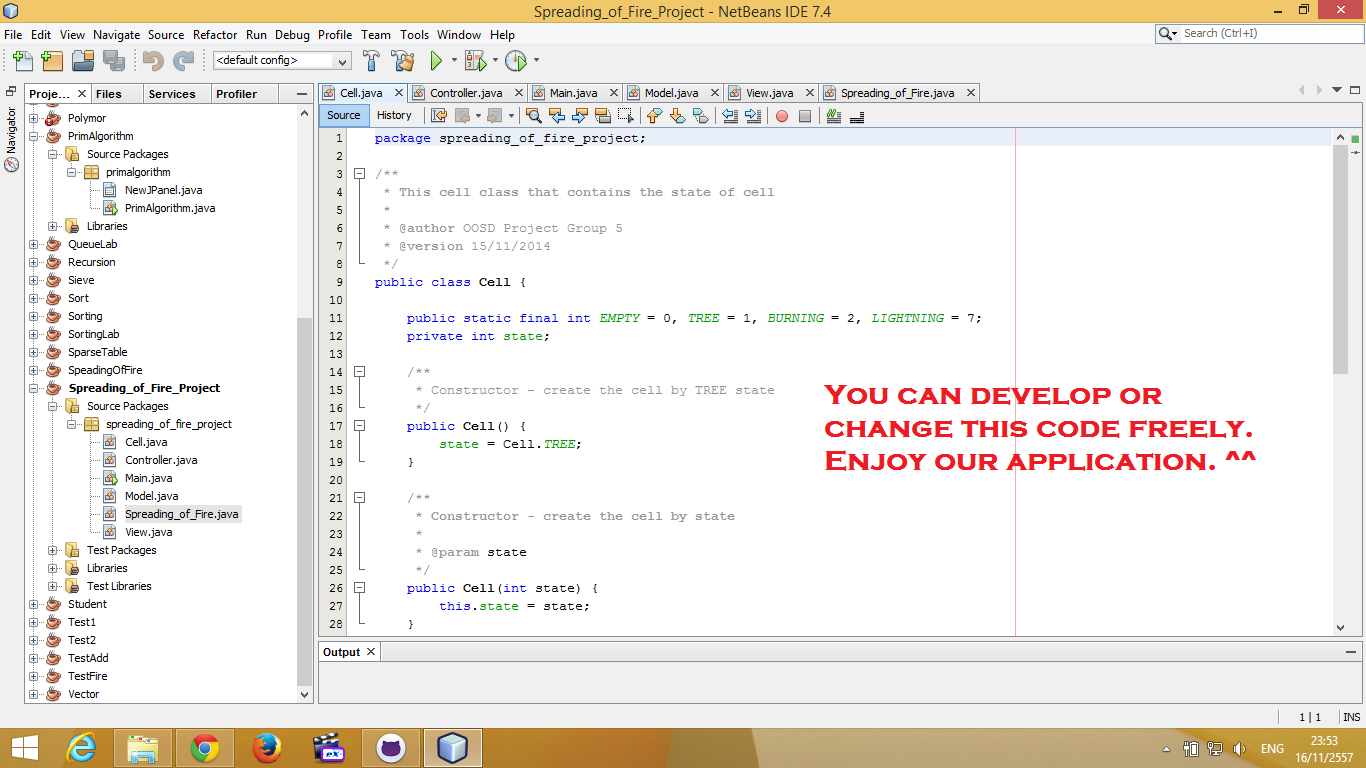 Spreading_of_Fire_Project - NetBeans IDE 7.4
File Edit View Navigate Source Refactor Run Debug Profile Team Tools Window Help
Search (Ctrl+I)
<default config>
Navigator
Proje... Files Services Profiler
Polymor
PrimAlgorithm
Source Packages
primalgorithm
NewJPanel.java
PrimAlgorithm.java
Libraries
QueueLab
Recursion
Sieve
Sort
Sorting
SortingLab
SparseTable
SpeadingOfFire
Spreading_of_Fire_Project
Source Packages
spreading_of_fire_project
Cell.java
Controller.java
Main.java
Model.java
Spreading_of_Fire.java
View.java
Test Packages
Libraries
Test Libraries
Student
Test1
Test2
TestAdd
TestFire
Vector
Cell.java Controller.java Main.java Model.java View.java Spreading_of_Fire.java
Source History
1 package spreading_of_fire_project;
2
3 /**
4 * This cell class that contains the state of cell
5 *
6 * @author OOSD Project Group 5
7 * @version 15/11/2014
8 */
9 public class Cell {
10
11 public static final int EMPTY = 0, TREE = 1, BURNING = 2, LIGHTNING = 7;
12 private int state;
13
14 /**
15 * Constructor - create the cell by TREE state
16 */
17 public Cell() {
18 state = Cell.TREE;
19 }
20
21 /**
22 * Constructor - create the cell by state
23 *
24 * @param state
25 */
26 public Cell(int state) {
27 this.state = state;
28 }
You can develop or
change this code freely.
Enjoy our application. ^^
Output
1 | 1 INS
ENG
23:53
16/11/2557